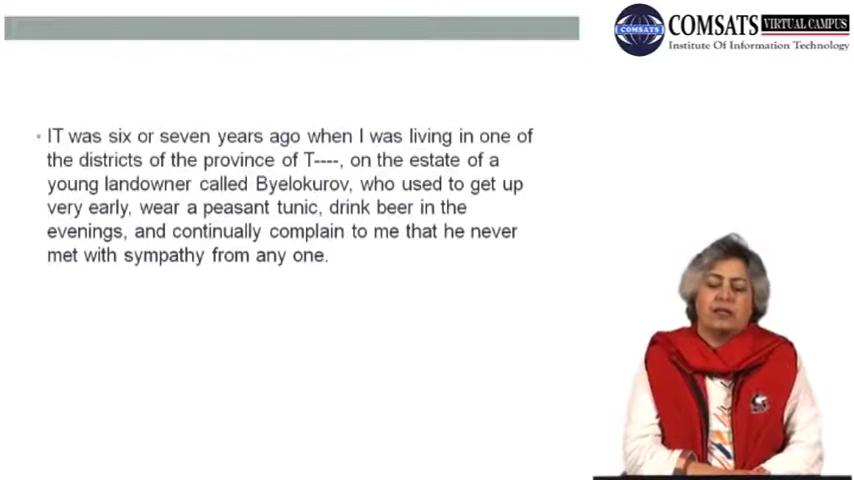 COMSATS VIRTUAL CAMPUS
COMSATS
Institute Of Information Technology
IT was six or seven years ago when I was living in one of
the districts of the province of T----, on the estate of a
young landowner called Byelokurov, who used to get up
very early, wear a peasant tunic, drink beer in the
evenings, and continually complain to me that he never
met with sympathy from any one.